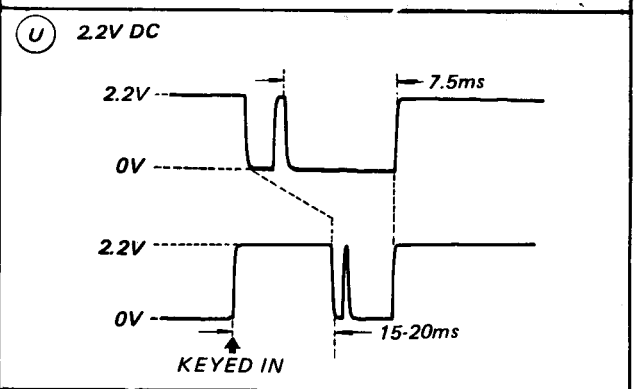 U 2.2V DC
7.5ms
2.2V
0V
2.2V
0V
15-20ms
KEYED IN